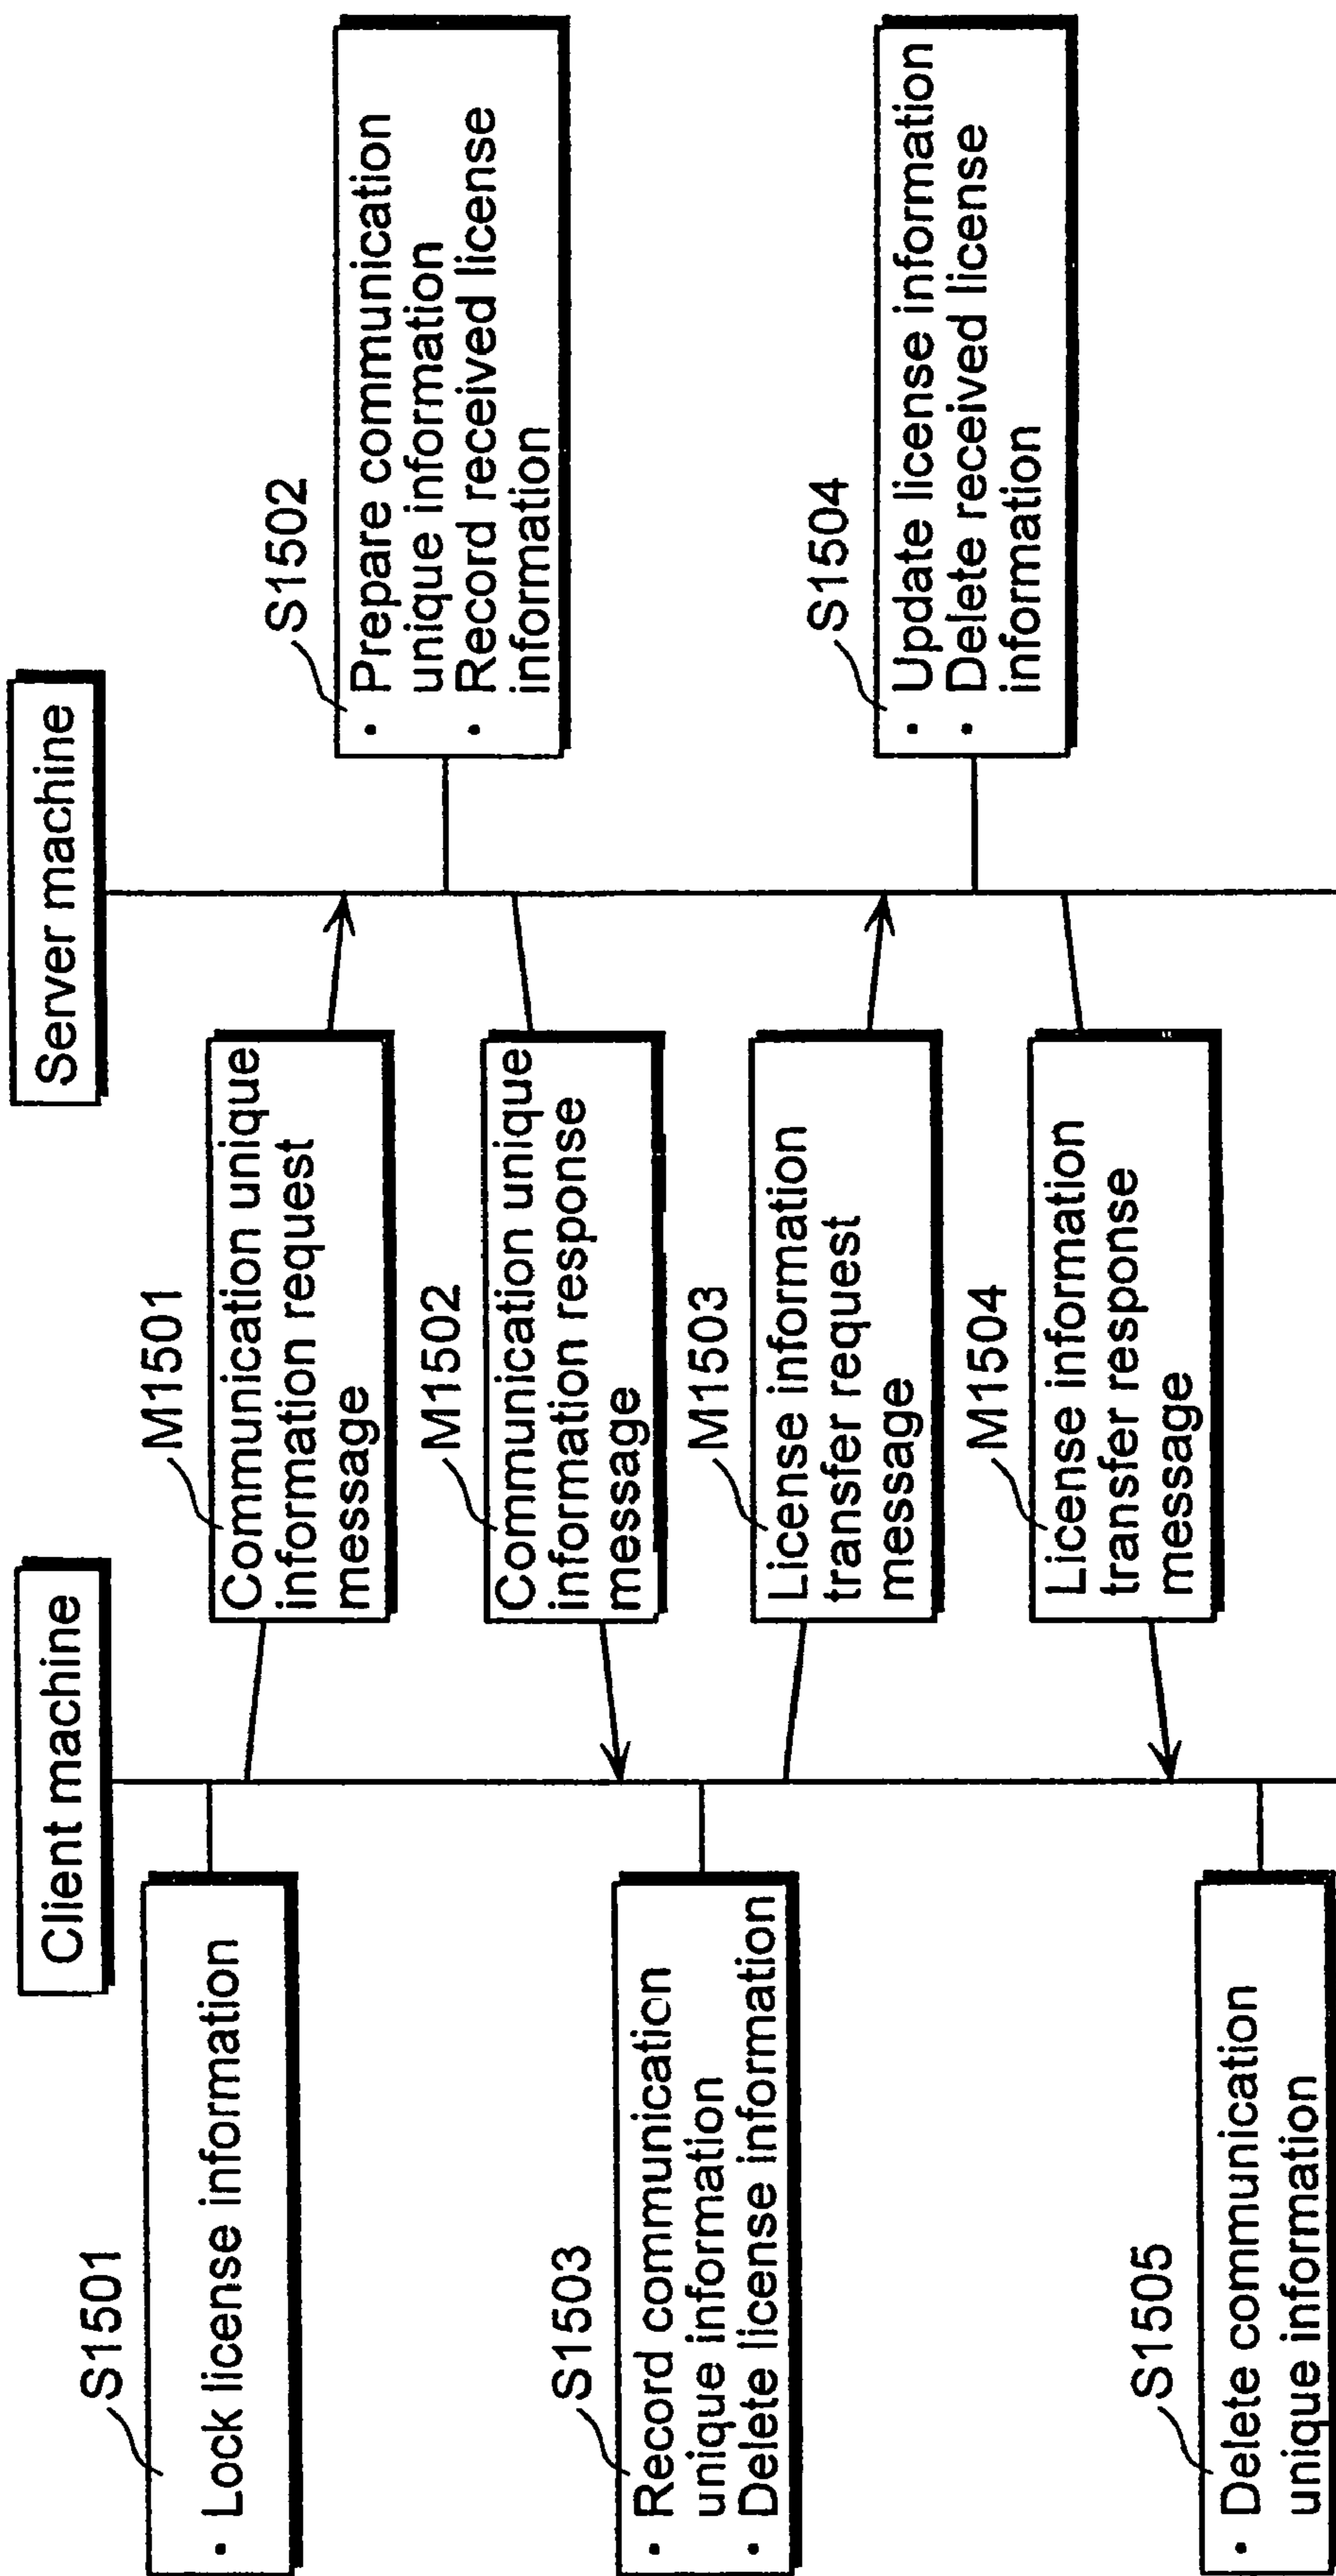 Client machine
Server machine
S1501
• Lock license information
M1501
Communication unique
information request
message
S1502
• Prepare communication
unique information
• Record received license
information
M1502
Communication unique
information response
message
S1503
• Record communication
unique information
• Delete license information
M1503
License information
transfer request
message
S1504
• Update license information
• Delete received license
information
M1504
License information
transfer response
message
S1505
• Delete communication
unique information